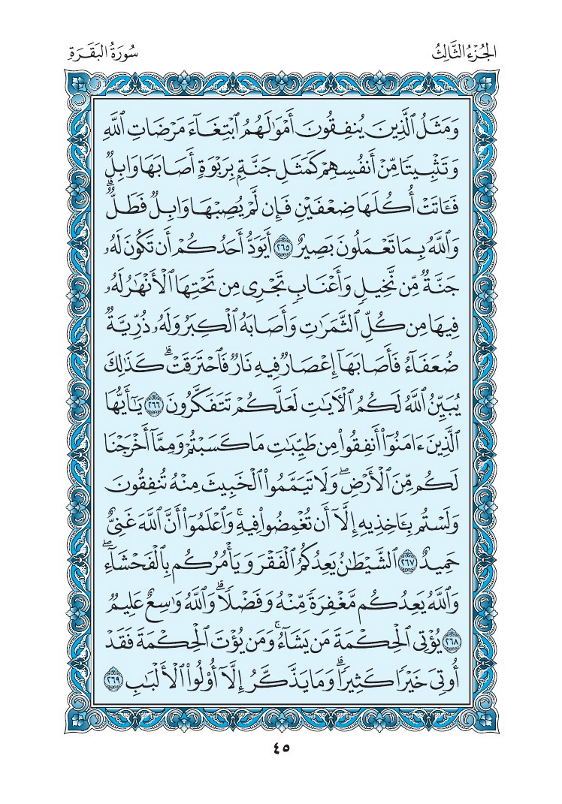 سُورَةُ البَقَرَةِ
الجُزْءُ الثَّالِثُ
وَمَثَلُ ٱلَّذِينَ يُنفِقُونَ أَمْوَٰلَهُمُ ٱبْتِغَآءَ مَرْضَاتِ ٱللَّهِ
وَتَثْبِيتًا مِّنْ أَنفُسِهِمْ كَمَثَلِ جَنَّةٍۭ بِرَبْوَةٍ أَصَابَهَا وَابِلٌ
فَـَٔاتَتْ أُكُلَهَا ضِعْفَيْنِ فَإِن لَّمْ يُصِبْهَا وَابِلٌ فَطَلٌّ ۗ
وَٱللَّهُ بِمَا تَعْمَلُونَ بَصِيرٌ ٢٦٥ أَيَوَدُّ أَحَدُكُمْ أَن تَكُونَ لَهُۥ
جَنَّةٌ مِّن نَّخِيلٍ وَأَعْنَابٍ تَجْرِى مِن تَحْتِهَا ٱلْأَنْهَٰرُ لَهُۥ
فِيهَا مِن كُلِّ ٱلثَّمَرَٰتِ وَأَصَابَهُ ٱلْكِبَرُ وَلَهُۥ ذُرِّيَّةٌ
ضُعَفَآءُ فَأَصَابَهَآ إِعْصَارٌ فِيهِ نَارٌ فَٱحْتَرَقَتْ ۗ كَذَٰلِكَ
يُبَيِّنُ ٱللَّهُ لَكُمُ ٱلْـَٔايَٰتِ لَعَلَّكُمْ تَتَفَكَّرُونَ ٢٦٦ يَٰٓأَيُّهَا
ٱلَّذِينَ ءَامَنُوٓا۟ أَنفِقُوا۟ مِن طَيِّبَٰتِ مَا كَسَبْتُمْ وَمِمَّآ أَخْرَجْنَا
لَكُم مِّنَ ٱلْأَرْضِ ۖ وَلَا تَيَمَّمُوا۟ ٱلْخَبِيثَ مِنْهُ تُنفِقُونَ
وَلَسْتُم بِـَٔاخِذِيهِ إِلَّآ أَن تُغْمِضُوا۟ فِيهِ ۚ وَٱعْلَمُوٓا۟ أَنَّ ٱللَّهَ غَنِىٌّ
حَمِيدٌ ٢٦٧ ٱلشَّيْطَٰنُ يَعِدُكُمُ ٱلْفَقْرَ وَيَأْمُرُكُم بِٱلْفَحْشَآءِ ۖ
وَٱللَّهُ يَعِدُكُم مَّغْفِرَةً مِّنْهُ وَفَضْلًا ۗ وَٱللَّهُ وَٰسِعٌ عَلِيمٌ
٢٦٨ يُؤْتِى ٱلْحِكْمَةَ مَن يَشَآءُ ۚ وَمَن يُؤْتَ ٱلْحِكْمَةَ فَقَدْ
أُوتِىَ خَيْرًا كَثِيرًا ۗ وَمَا يَذَّكَّرُ إِلَّآ أُو۟لُوا۟ ٱلْأَلْبَٰبِ ٢٦٩
٤٥